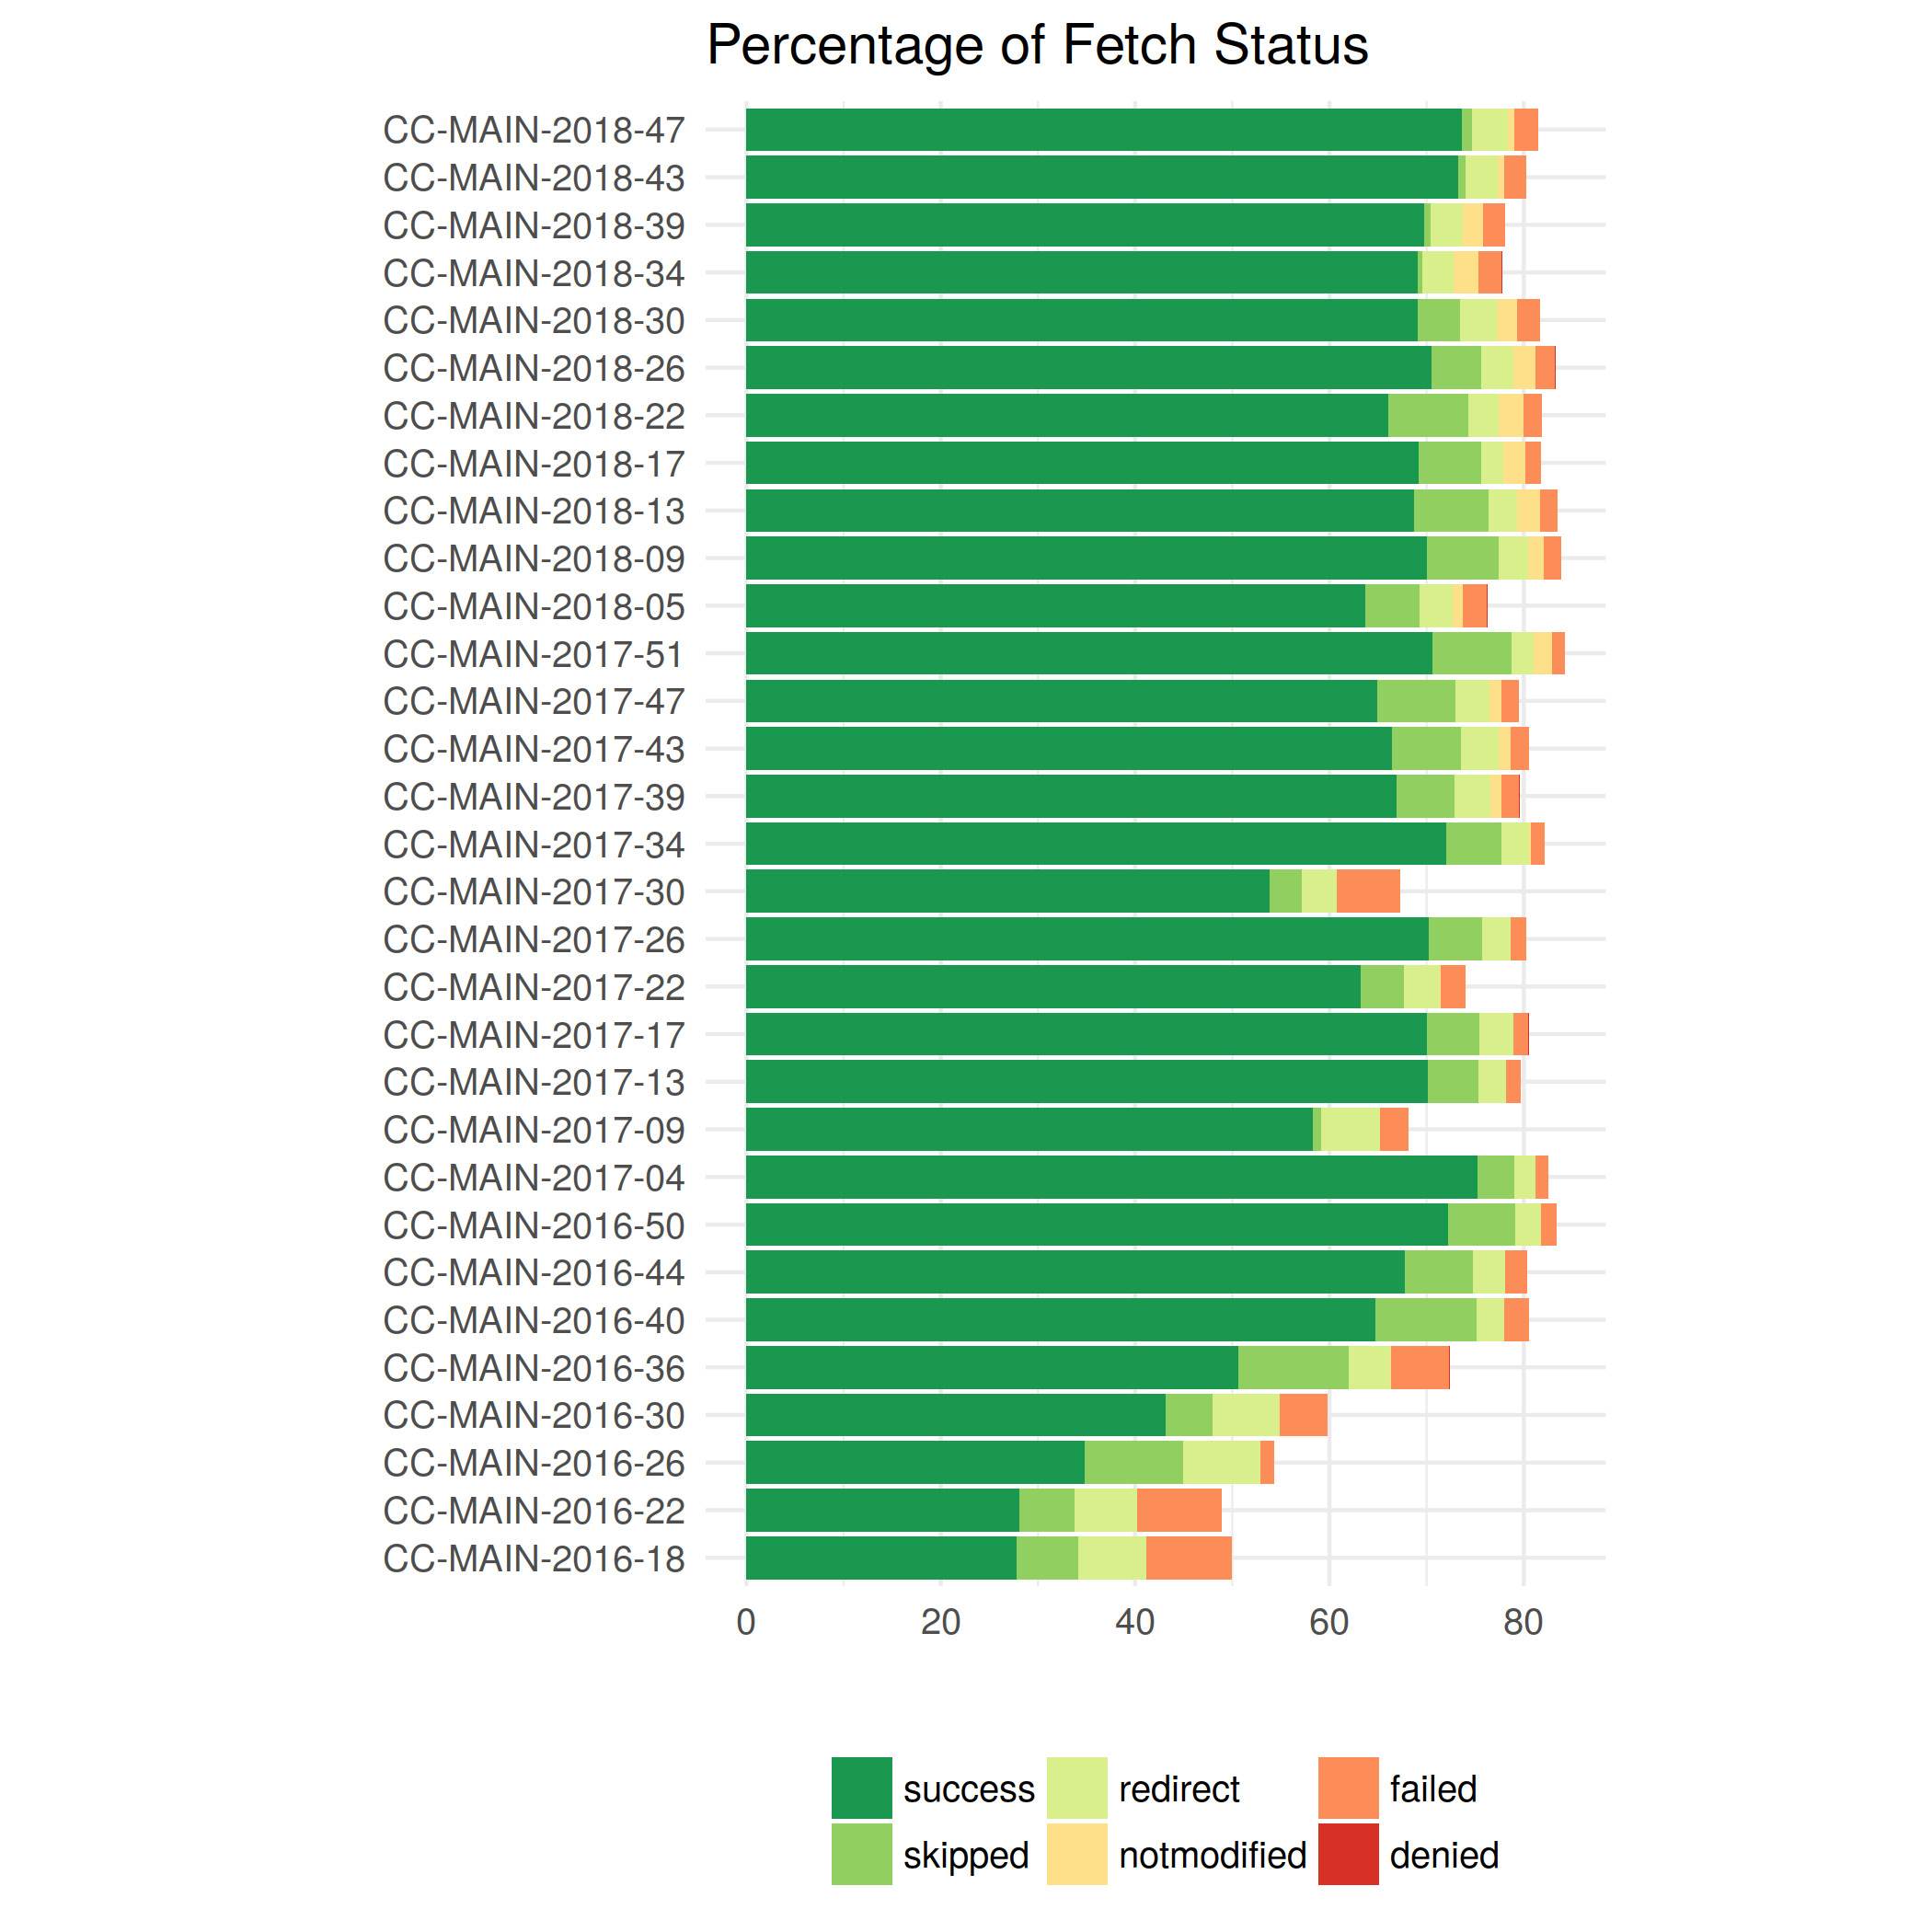 Percentage of Fetch Status
CC-MAIN-2018-47
CC-MAIN-2018-43
CC-MAIN-2018-39
CC-MAIN-2018-34
CC-MAIN-2018-30
CC-MAIN-2018-26
CC-MAIN-2018-22
CC-MAIN-2018-17
CC-MAIN-2018-13
CC-MAIN-2018-09
CC-MAIN-2018-05
CC-MAIN-2017-51
CC-MAIN-2017-47
CC-MAIN-2017-43
CC-MAIN-2017-39
CC-MAIN-2017-34
CC-MAIN-2017-30
CC-MAIN-2017-26
CC-MAIN-2017-22
CC-MAIN-2017-17
CC-MAIN-2017-13
CC-MAIN-2017-09
CC-MAIN-2017-04
CC-MAIN-2016-50
CC-MAIN-2016-44
CC-MAIN-2016-40
CC-MAIN-2016-36
CC-MAIN-2016-30
CC-MAIN-2016-26
CC-MAIN-2016-22
CC-MAIN-2016-18
0 20 40 60 80
success redirect failed
skipped notmodified denied